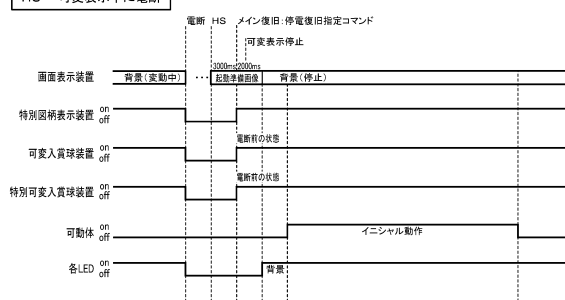 HS 可変表示中に電断
電断 HS メイン復旧:停電復旧指定コマンド
可変表示停止
3000ms 2000ms
画面表示装置 背景(変動中) ・・・ 起動準備画像 背景(停止)
特別図柄表示装置 on off
電断前の状態
可変入賞球装置 on off
電断前の状態
特別可変入賞球装置 on off
可動体 on off イニシャル動作
各LED on off 背景